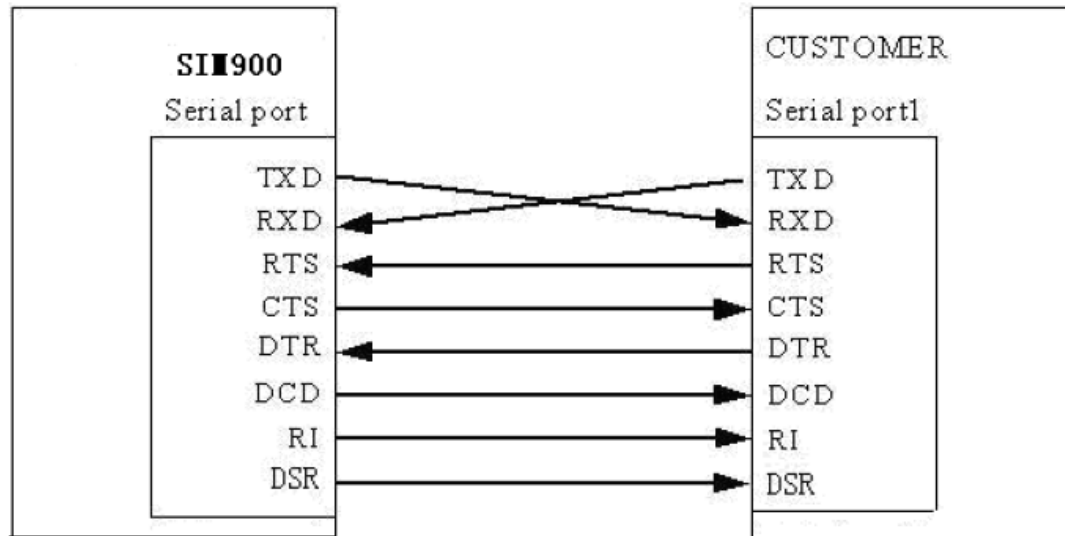 SIM900
Serial port
TXD
RXD
RTS
CTS
DTR
DCD
RI
DSR
CUSTOMER
Serial port1
TXD
RXD
RTS
CTS
DTR
DCD
RI
DSR